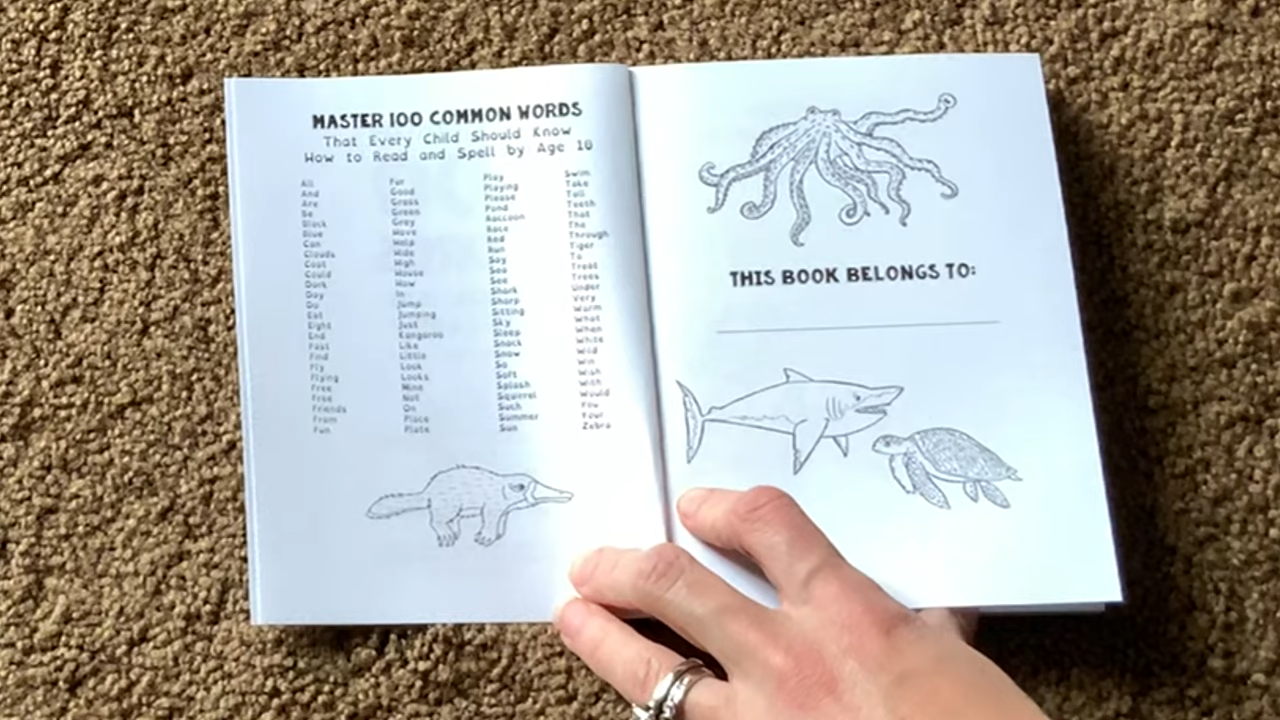 MASTER 100 COMMON WORDS
That Every Child Should Know
How to Read and Spell by Age 10
All
And
Are
Be
Black
Blue
Can
Clouds
Could
Dark
Day
Do
Eat
Eight
End
Fast
Find
Fly
Flying
Free
Friends
From
Fun
For
Good
Grass
Green
Grey
Have
Help
Hide
High
House
How
In
Jump
Jumping
Just
Kangaroo
Like
Little
Look
Looks
Nine
Not
On
Place
Plate
Play
Playing
Please
Pond
Raccoon
Race
Red
Run
Say
Sea
See
Shark
Sharp
Sitting
Sky
Sleep
Snack
Snow
So
Soft
Splash
Squirrel
Such
Summer
Sun
Swim
Take
Tall
Teeth
That
The
Through
Tiger
To
Treat
Trees
Under
Very
Warm
What
When
White
Wild
Win
Wish
With
Would
You
Your
Zebra
THIS BOOK BELONGS TO: